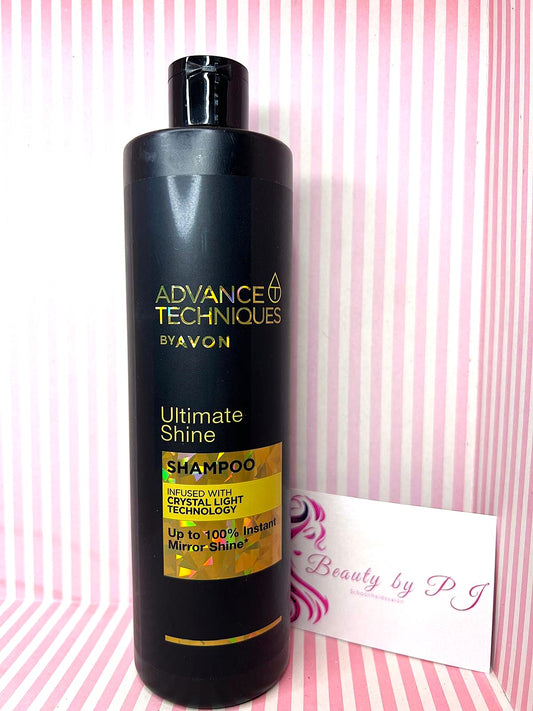 ADVANCE
TECHNIQUES
BY AVON
Ultimate
Shine
SHAMPOO
INFUSED WITH
CRYSTAL LIGHT
TECHNOLOGY
Up to 100% Instant
Mirror Shine*
Beauty by PJ
Schoonheidssalon